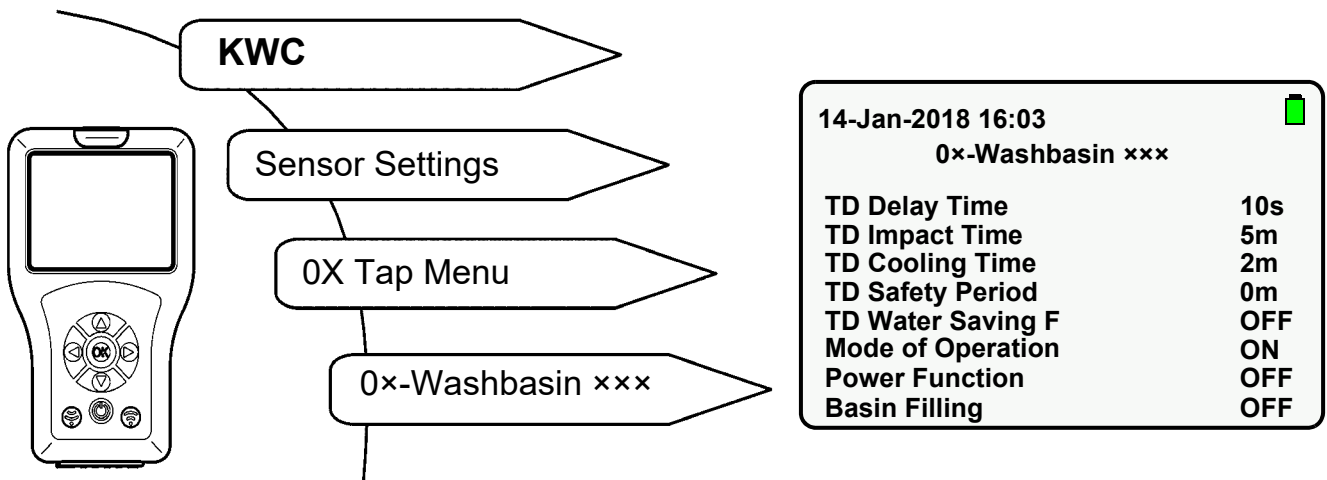 KWC
Sensor Settings
0X Tap Menu
0×-Washbasin ×××
OK
14-Jan-2018 16:03
0×-Washbasin ×××
TD Delay Time 10s
TD Impact Time 5m
TD Cooling Time 2m
TD Safety Period 0m
TD Water Saving F OFF
Mode of Operation ON
Power Function OFF
Basin Filling OFF